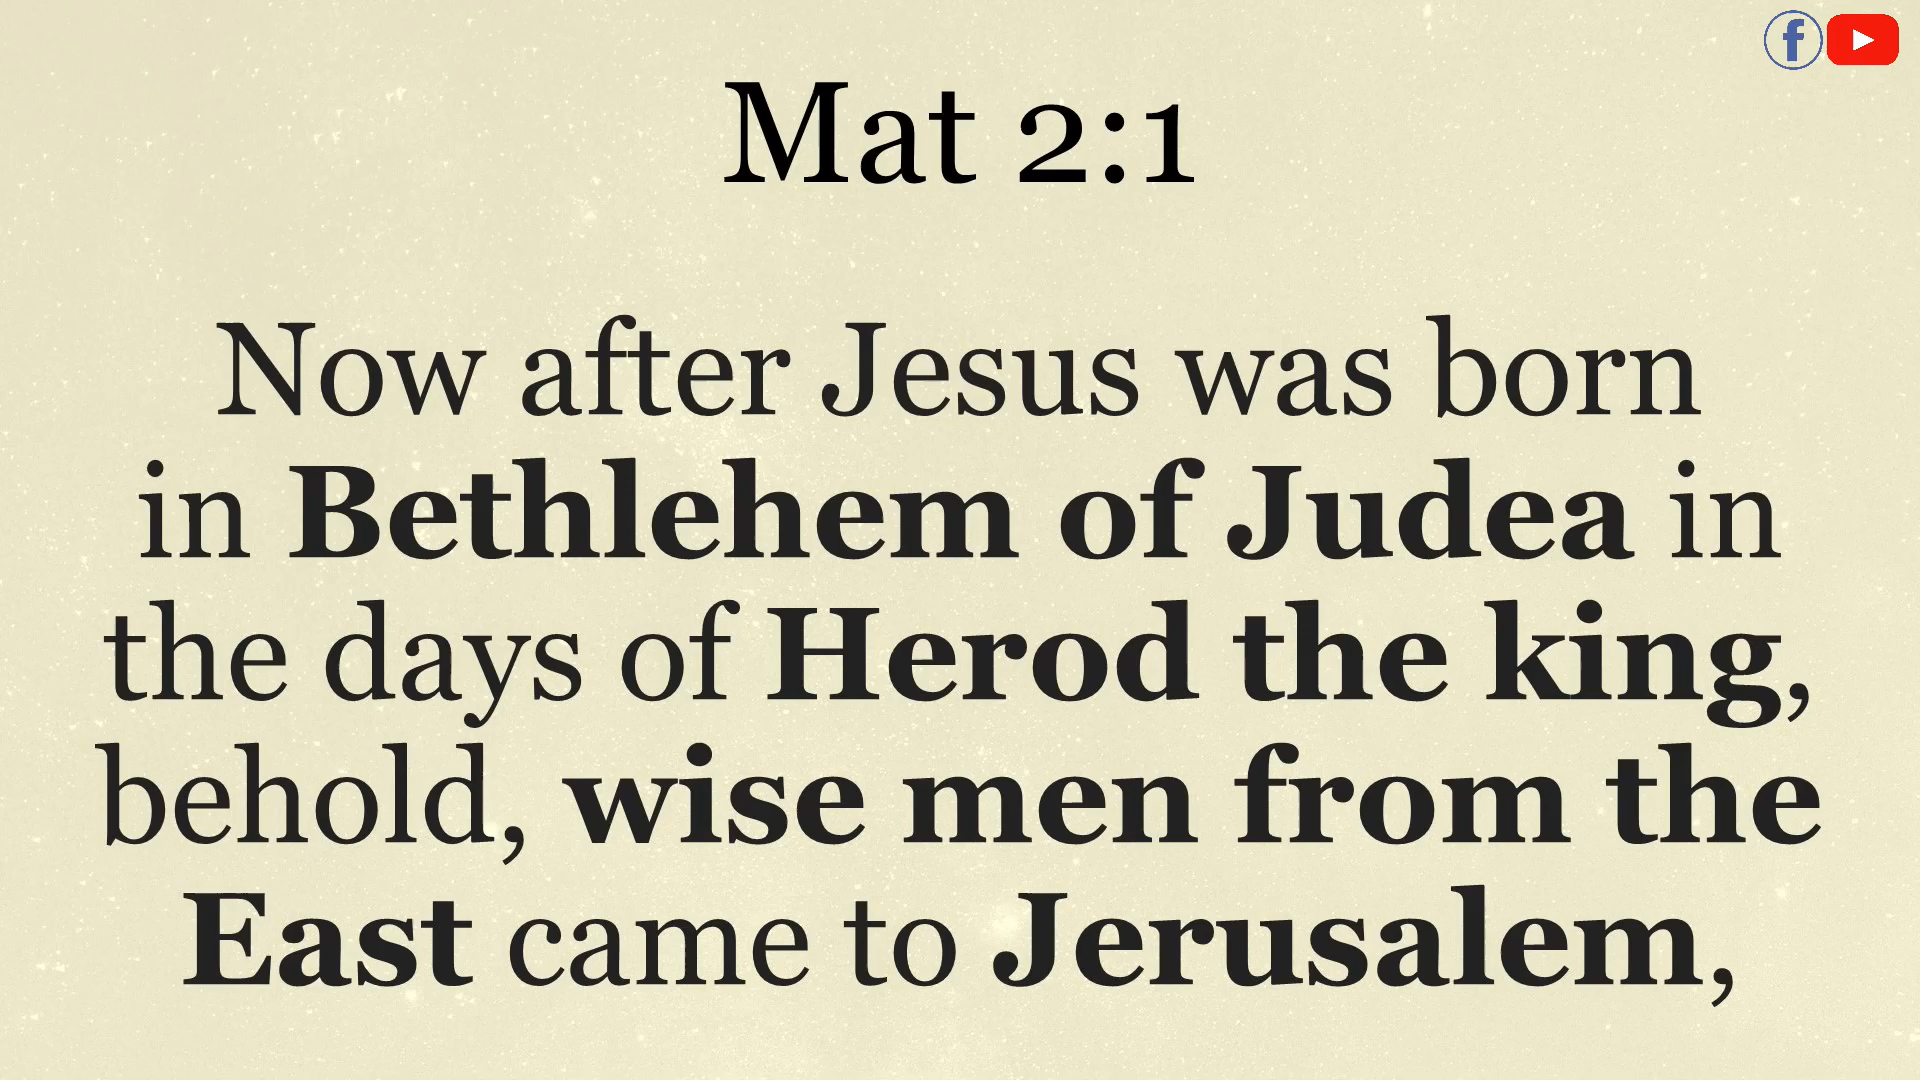 Mat 2:1
Now after Jesus was born
in Bethlehem of Judea in
the days of Herod the king,
behold, wise men from the
East came to Jerusalem,